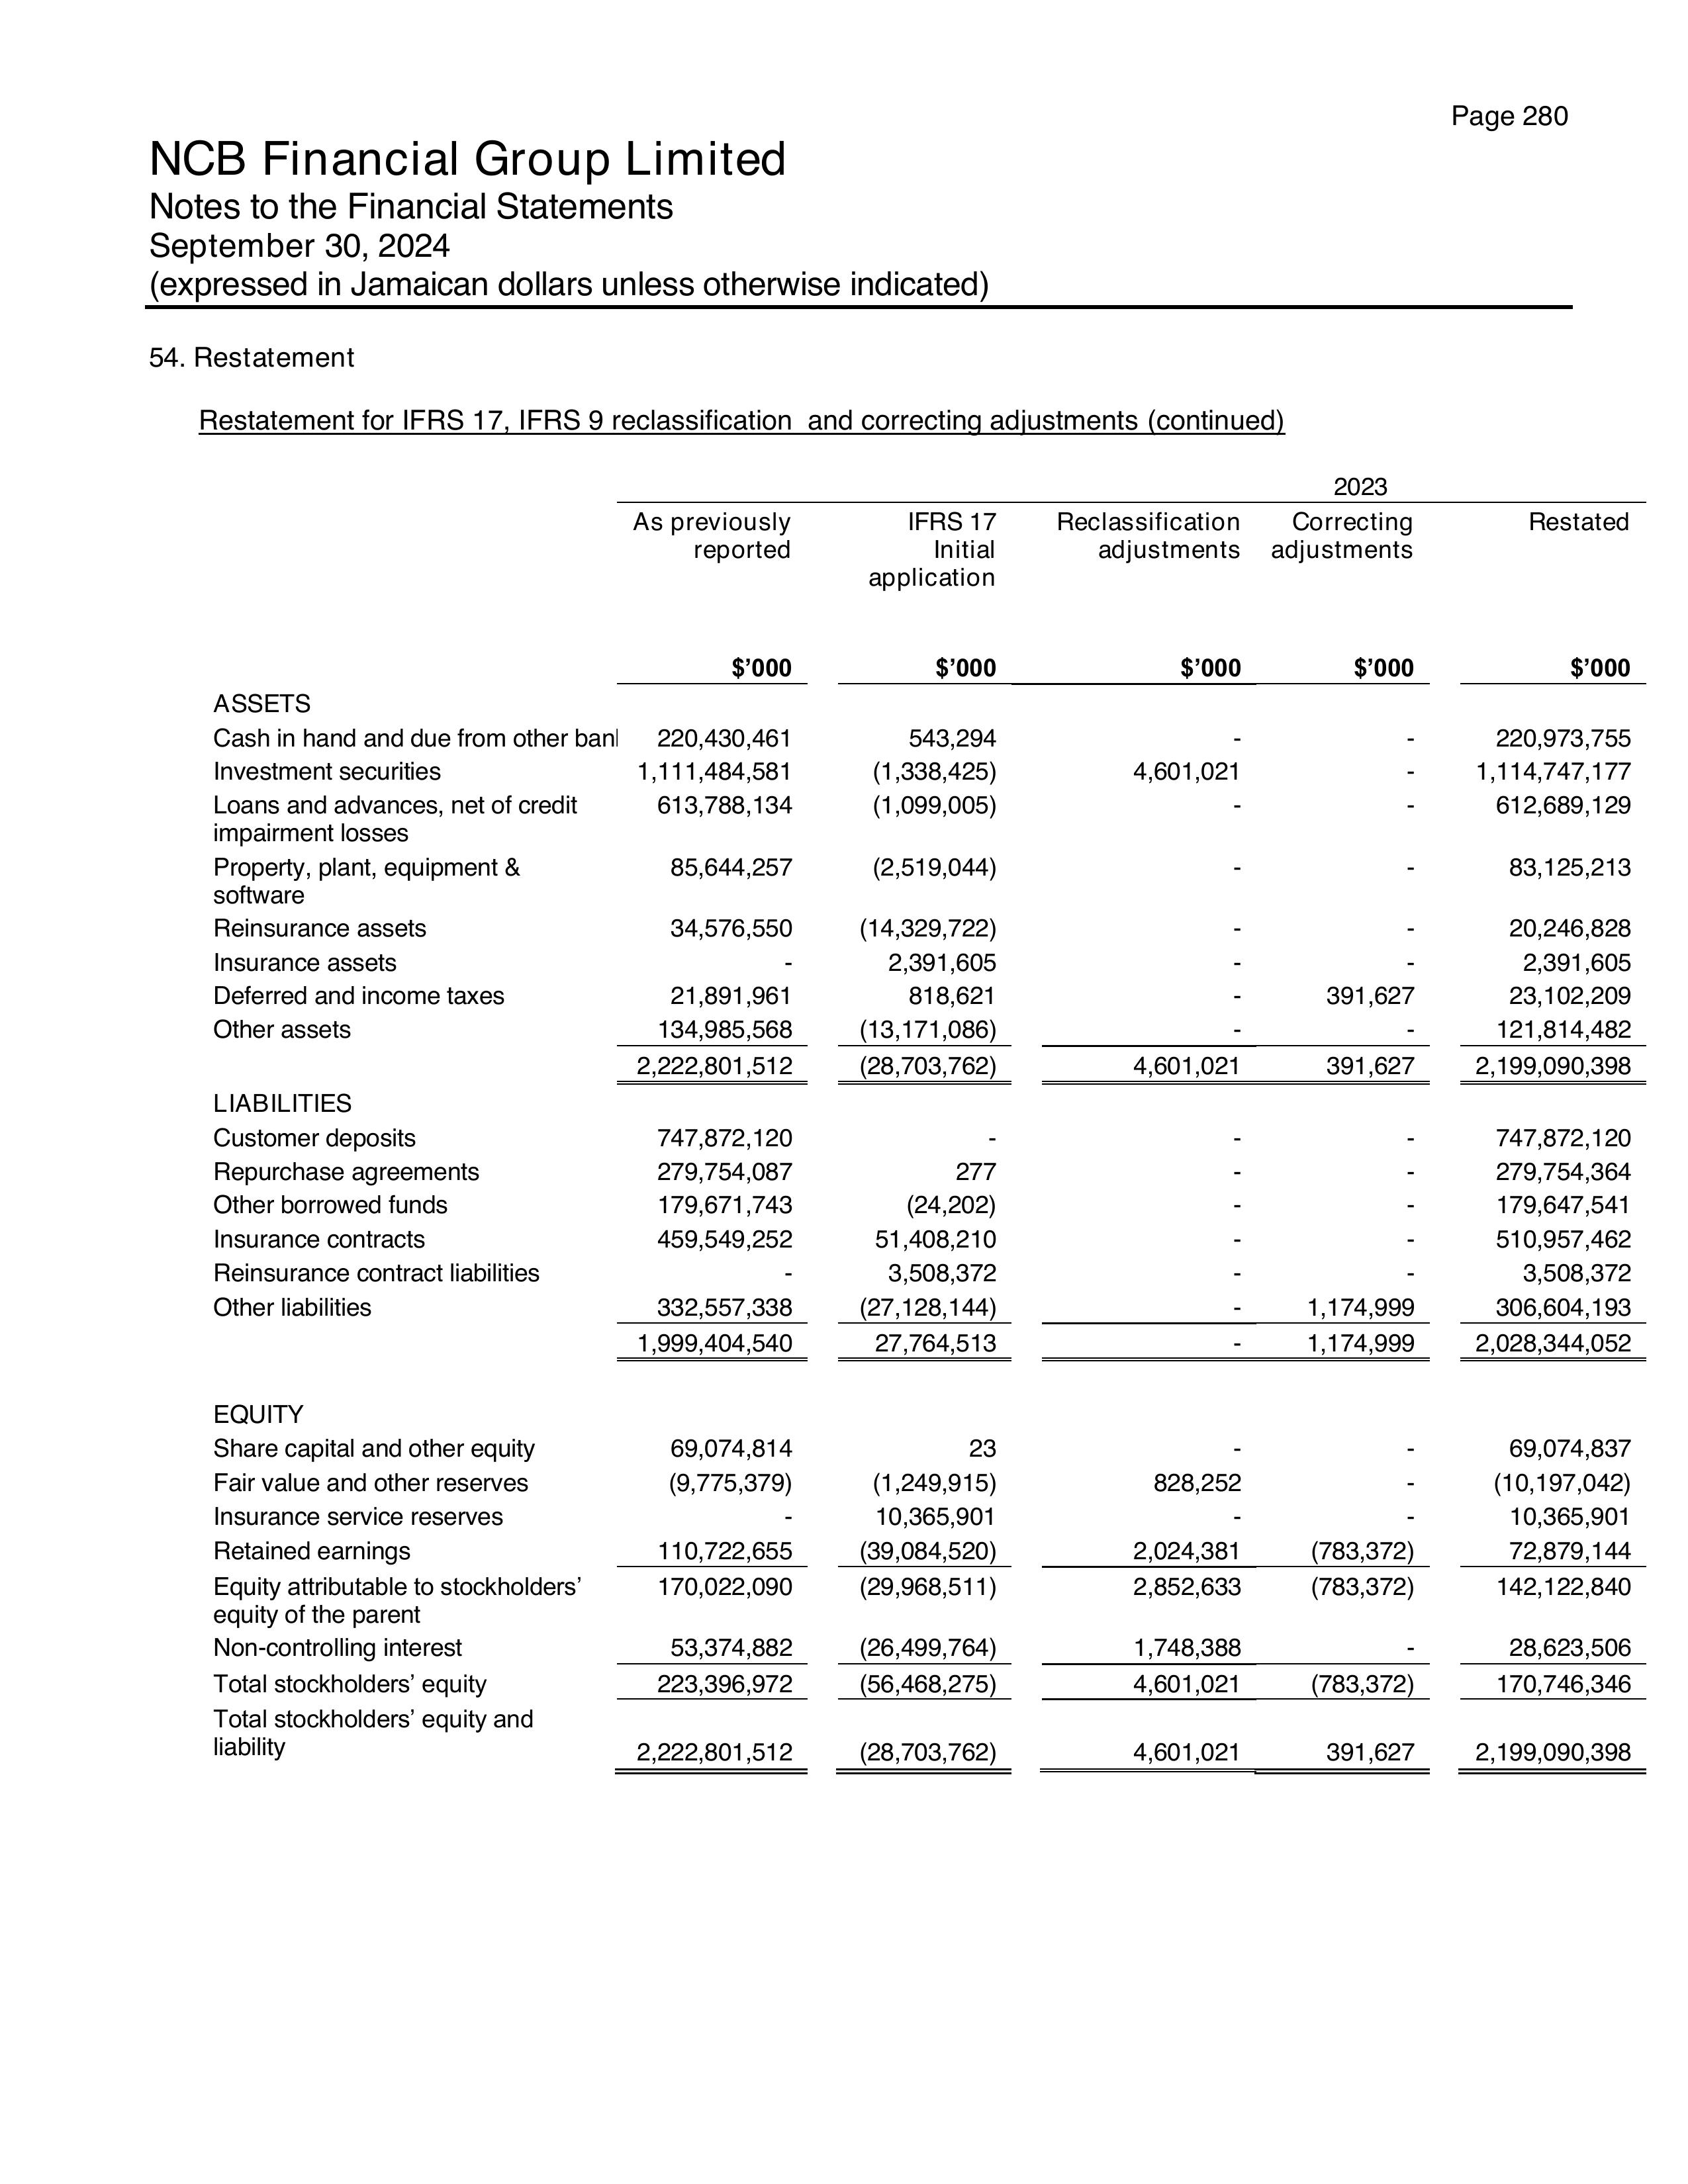 Page 280
NCB Financial Group Limited
Notes to the Financial Statements
September 30, 2024
(expressed in Jamaican dollars unless otherwise indicated)
54. Restatement
Restatement for IFRS 17, IFRS 9 reclassification and correcting adjustments (continued)
2023
As previously reported IFRS 17 Initial application Reclassification adjustments Correcting adjustments Restated
$’000 $’000 $’000 $’000 $’000
ASSETS
Cash in hand and due from other ban 220,430,461 543,294 - - 220,973,755
Investment securities 1,111,484,581 (1,338,425) 4,601,021 - 1,114,747,177
Loans and advances, net of credit 613,788,134 (1,099,005) - - 612,689,129
impairment losses
Property, plant, equipment & 85,644,257 (2,519,044) - - 83,125,213
software
Reinsurance assets 34,576,550 (14,329,722) - - 20,246,828
Insurance assets - 2,391,605 - - 2,391,605
Deferred and income taxes 21,891,961 818,621 - 391,627 23,102,209
Other assets 134,985,568 (13,171,086) - - 121,814,482
2,222,801,512 (28,703,762) 4,601,021 391,627 2,199,090,398
LIABILITIES
Customer deposits 747,872,120 - - - 747,872,120
Repurchase agreements 279,754,087 277 - - 279,754,364
Other borrowed funds 179,671,743 (24,202) - - 179,647,541
Insurance contracts 459,549,252 51,408,210 - - 510,957,462
Reinsurance contract liabilities - 3,508,372 - - 3,508,372
Other liabilities 332,557,338 (27,128,144) - 1,174,999 306,604,193
1,999,404,540 27,764,513 - 1,174,999 2,028,344,052
EQUITY
Share capital and other equity 69,074,814 23 - - 69,074,837
Fair value and other reserves (9,775,379) (1,249,915) 828,252 - (10,197,042)
Insurance service reserves - 10,365,901 - - 10,365,901
Retained earnings 110,722,655 (39,084,520) 2,024,381 (783,372) 72,879,144
Equity attributable to stockholders’ 170,022,090 (29,968,511) 2,852,633 (783,372) 142,122,840
equity of the parent
Non-controlling interest 53,374,882 (26,499,764) 1,748,388 - 28,623,506
Total stockholders’ equity 223,396,972 (56,468,275) 4,601,021 (783,372) 170,746,346
Total stockholders’ equity and
liability 2,222,801,512 (28,703,762) 4,601,021 391,627 2,199,090,398